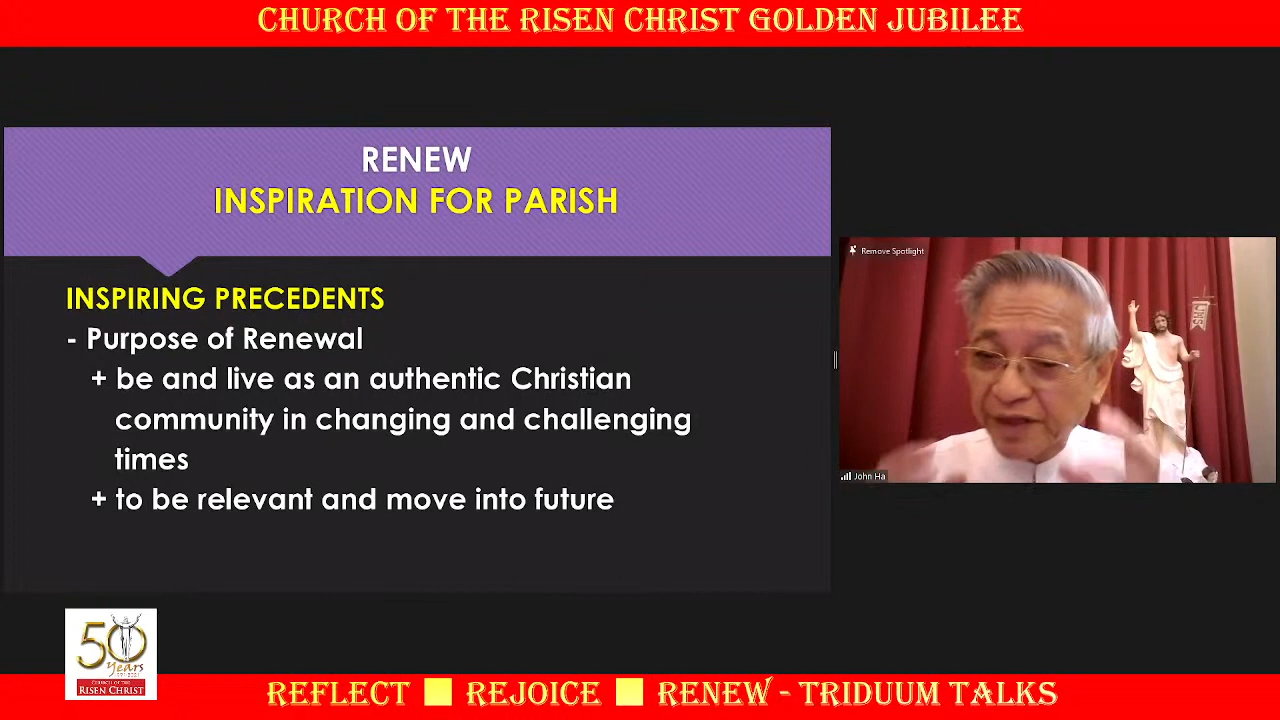 CHURCH OF THE RISEN CHRIST GOLDEN JUBILEE
RENEW
INSPIRATION FOR PARISH
INSPIRING PRECEDENTS
- Purpose of Renewal
+ be and live as an authentic Christian
community in changing and challenging
times
+ to be relevant and move into future
Remove Spotlight
John Ha
50
Years
CHURCH OF THE
RISEN CHRIST
REFLECT REJOICE RENEW - TRIDUUM TALKS